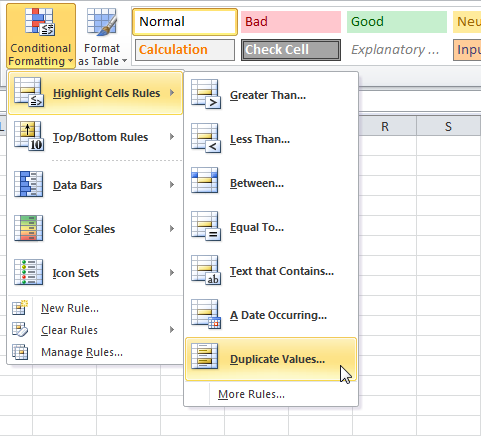 Conditional
Formatting
Format
as Table
Normal
Bad
Good
Neu
Calculation
Check Cell
Explanatory ...
Inpu
L
R
S
Highlight Cells Rules
Top/Bottom Rules
10
Data Bars
Color Scales
Icon Sets
New Rule...
Clear Rules
Manage Rules...
Greater Than...
Less Than...
Between...
Equal To...
Text that Contains...
ab
A Date Occurring...
Duplicate Values...
More Rules...